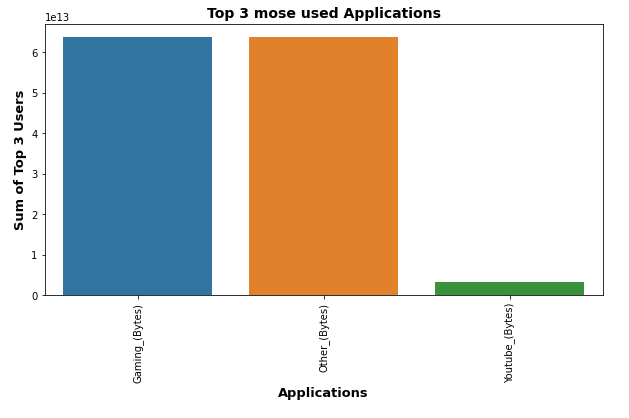 Top 3 mose used Applications
1e13
6
5
4
3
2
1
0
Sum of Top 3 Users
Gaming_(Bytes)
Other_(Bytes)
Youtube_(Bytes)
Applications